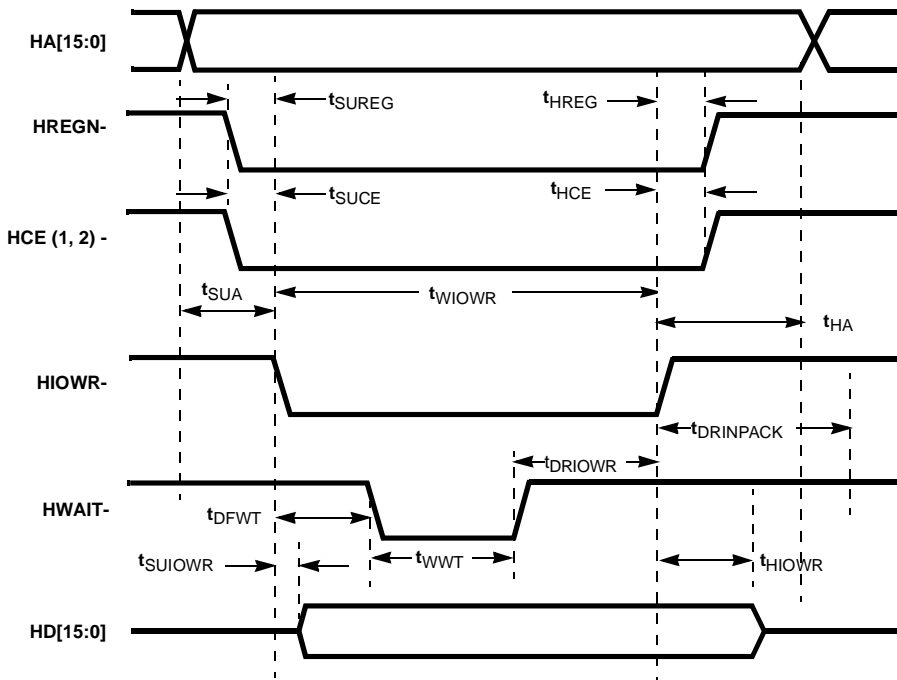 HA[15:0]
tSUREG
tHREG
HREGN-
tSUCE
tHCE
HCE (1, 2) -
tSUA
tWIOWR
tHA
HIOWR-
tDRINPACK
tDRIOWR
HWAIT-
tDFWT
tSUIOWR
tWWT
tHIOWR
HD[15:0]